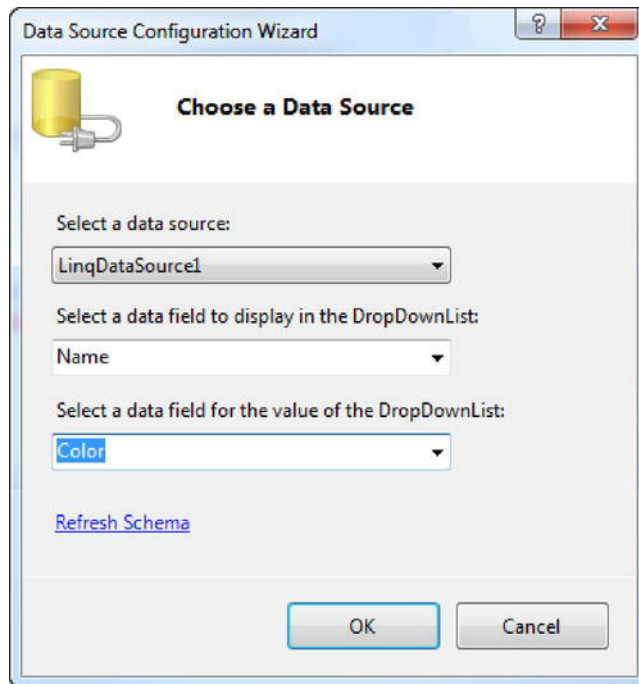 Data Source Configuration Wizard
?
Choose a Data Source
Select a data source:
LinqDataSource1
Select a data field to display in the DropDownList:
Name
Select a data field for the value of the DropDownList:
Color
Refresh Schema
OK
Cancel